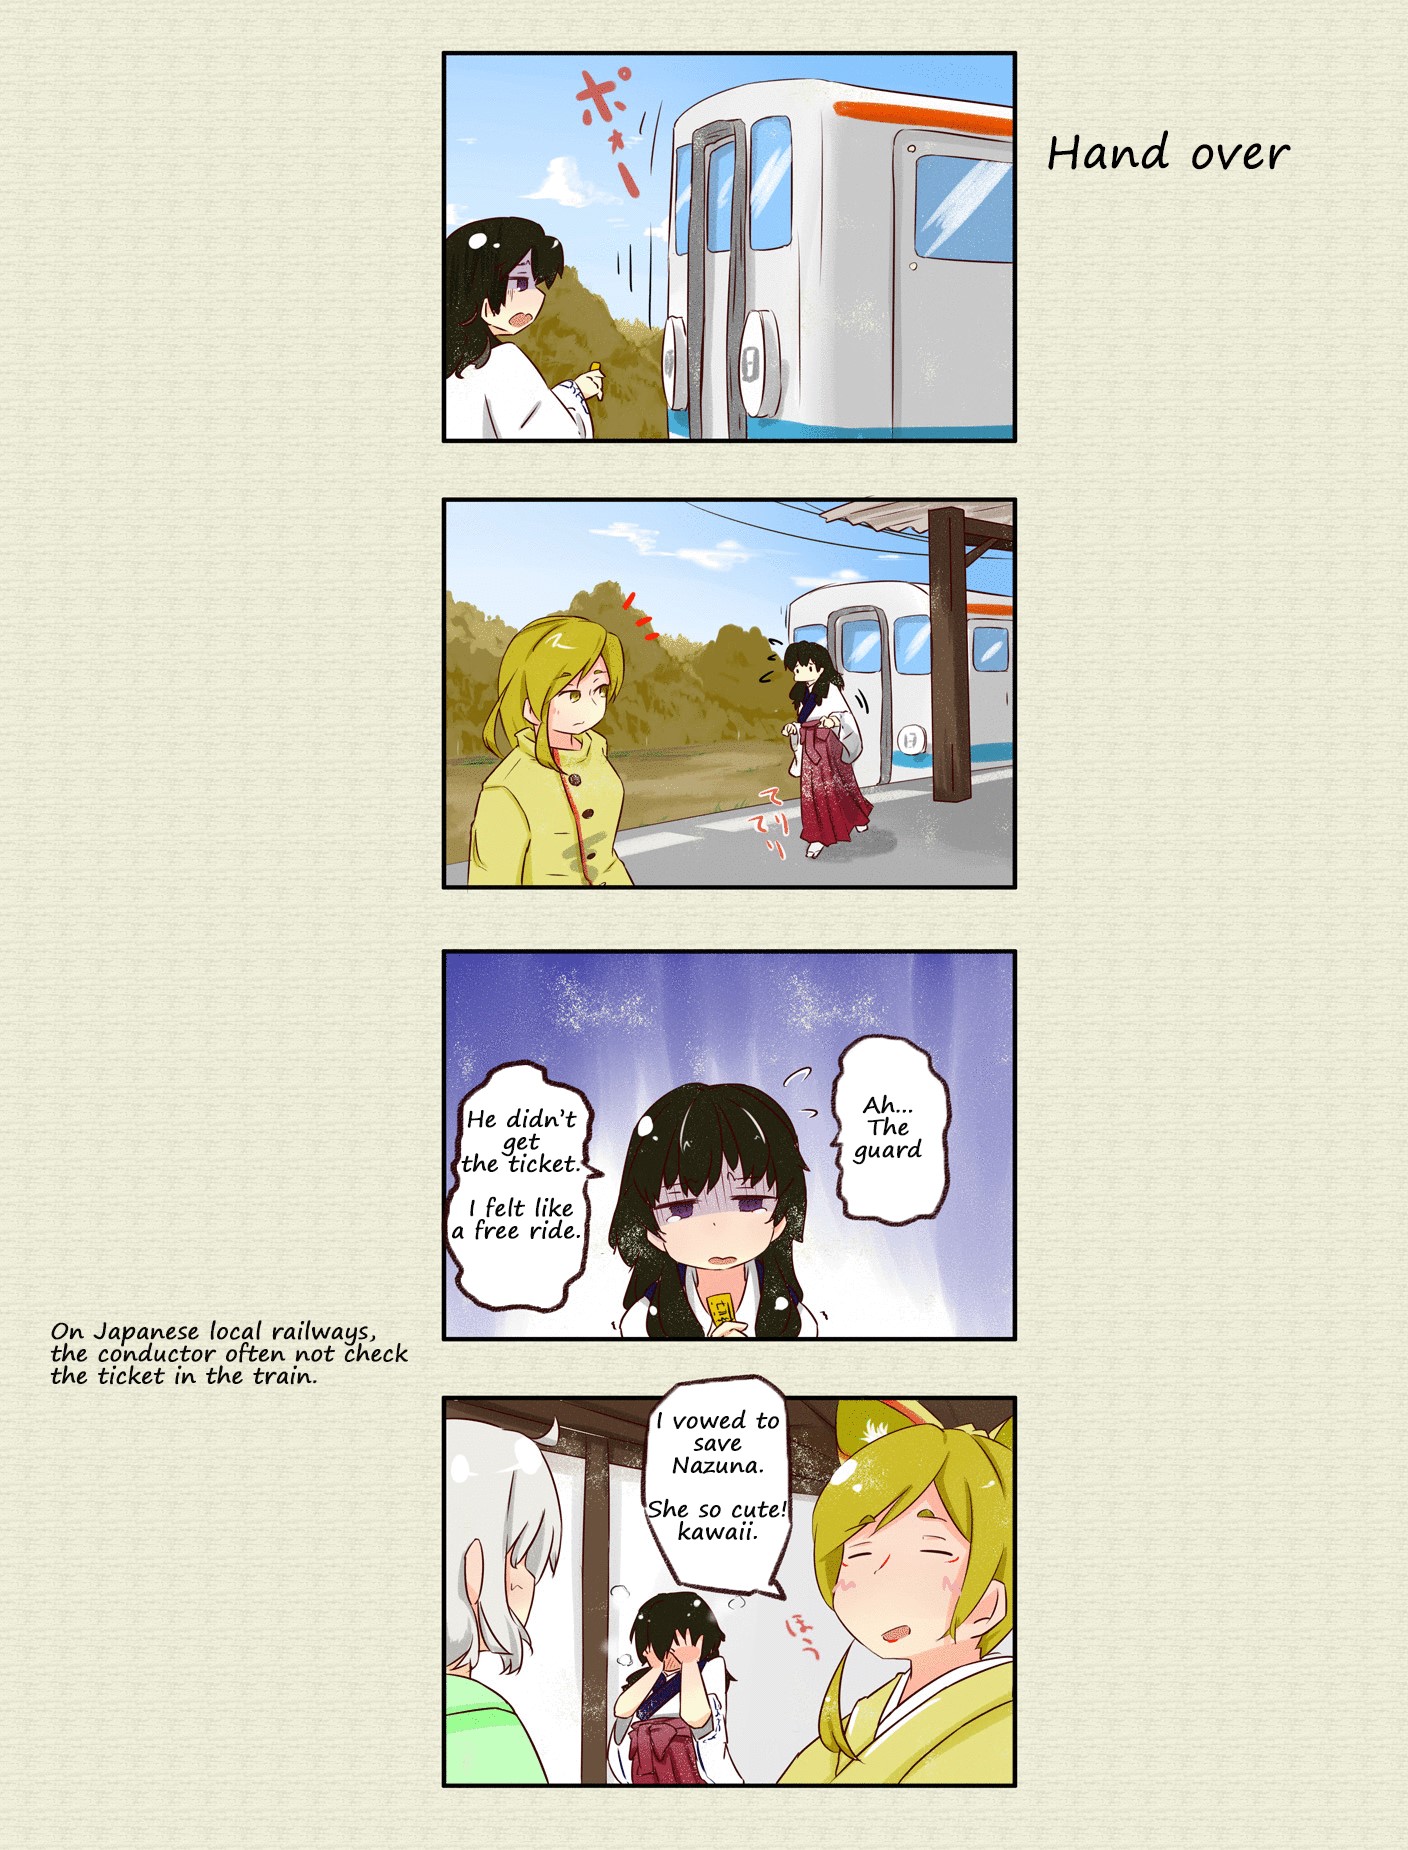 Hand over
ポォー
てりり
てり
Ah...
The
guard
He didn't
get
the ticket.
I felt like
a free ride.
On Japanese local railways,
the conductor often not check
the ticket in the train.
I vowed to
save
Nazuna.
She so cute!
kawaii.
ほぅ